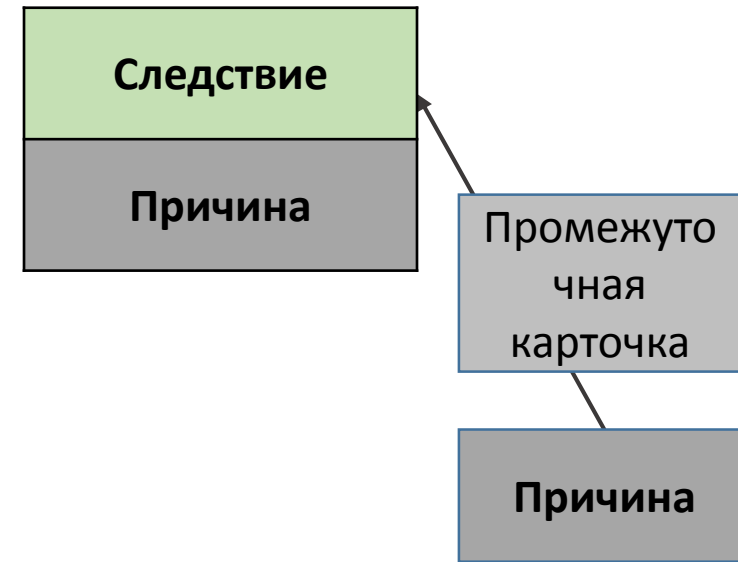 Следствие
Причина
Промежуто
чная
карточка
Причина